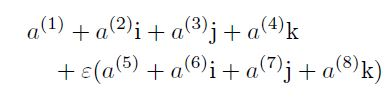 a⁽¹⁾ + a⁽²⁾i + a⁽³⁾j + a⁽⁴⁾k
+ ε(a⁽⁵⁾ + a⁽⁶⁾i + a⁽⁷⁾j + a⁽⁸⁾k)